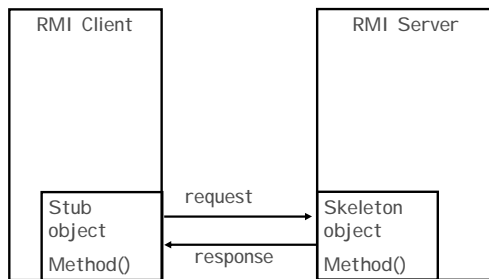 RMI Client
RMI Server
request
Stub
object
Method()
Skeleton
object
Method()
response